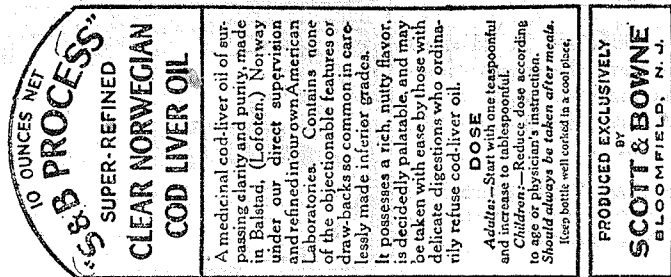 10 OUNCES NET
"S & B PROCESS"
SUPER-REFINED
CLEAR NORWEGIAN
COD LIVER OIL
A medicinal cod-liver oil of sur-
passing clarity and purity, made
in Balstad, (Lofoten,) Norway
under our direct supervision
and refined in our own American
Laboratories. Contains none
of the objectionable features or
draw-backs so common in care-
lessly made inferior grades.
It possesses a rich, nutty flavor,
is decidedly palatable, and may
be taken with ease by those with
delicate digestions who ordina-
rily refuse cod-liver oil.
DOSE
Adults:—Start with one teaspoonful
and increase to tablespoonful.
Children:—Reduce dose according
to age or physician's instruction.
Should always be taken after meals.
Keep bottle well corked in a cool place.
PRODUCED EXCLUSIVELY
BY
SCOTT & BOWNE
BLOOMFIELD, N. J.